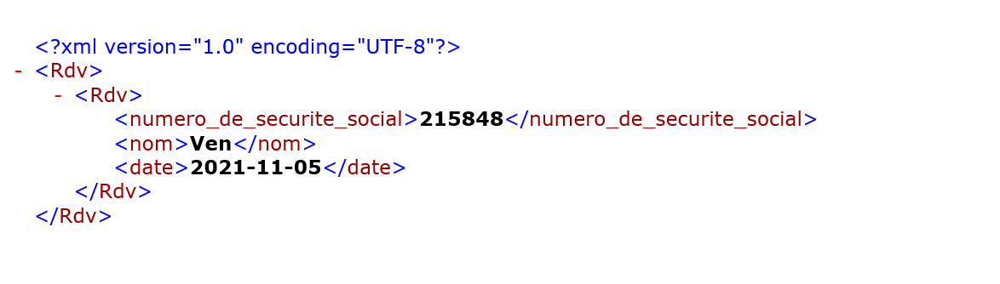 <?xml version="1.0" encoding="UTF-8"?>
- <Rdv>
- <Rdv>
<numero_de_securite_social>215848</numero_de_securite_social>
<nom>Ven</nom>
<date>2021-11-05</date>
</Rdv>
</Rdv>